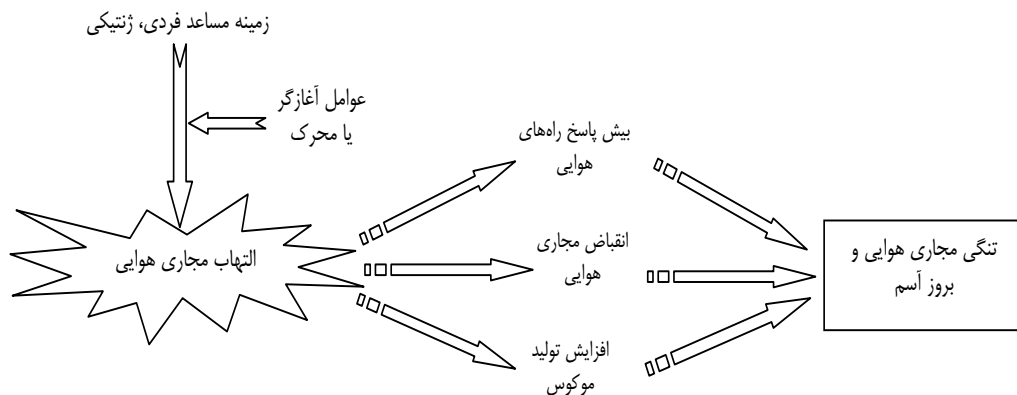 زمینه مساعد فردی، ژنتیکی
عوامل آغازگر
یا محرک
التهاب مجاری هوایی
بیش پاسخ راه‌های
هوایی
انقباض مجاری
هوایی
افزایش تولید
موکوس
تنگی مجاری هوایی و
بروز آسم